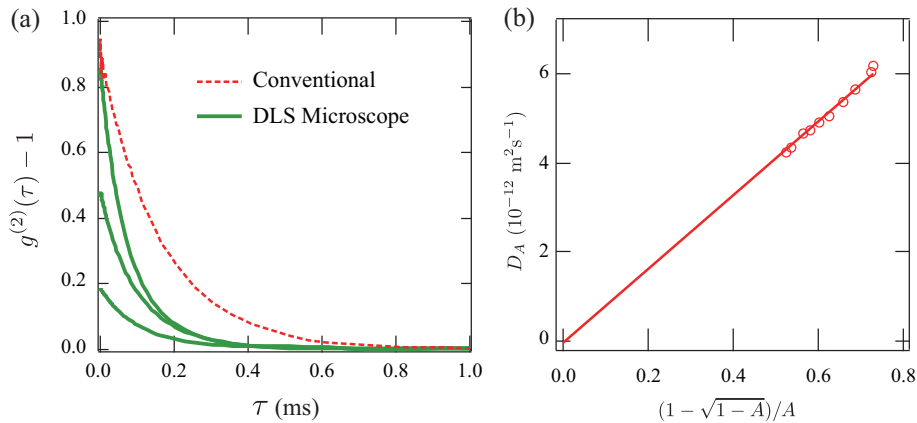 (a)
1.0
0.8
0.6
0.4
0.2
0.0
g^{(2)}(τ) − 1
Conventional
DLS Microscope
0.0 0.2 0.4 0.6 0.8 1.0
τ (ms)
(b)
6
4
2
0
D_A (10^{-12} m^2s^{-1})
0.0 0.2 0.4 0.6 0.8
(1 − √(1 − A))/A